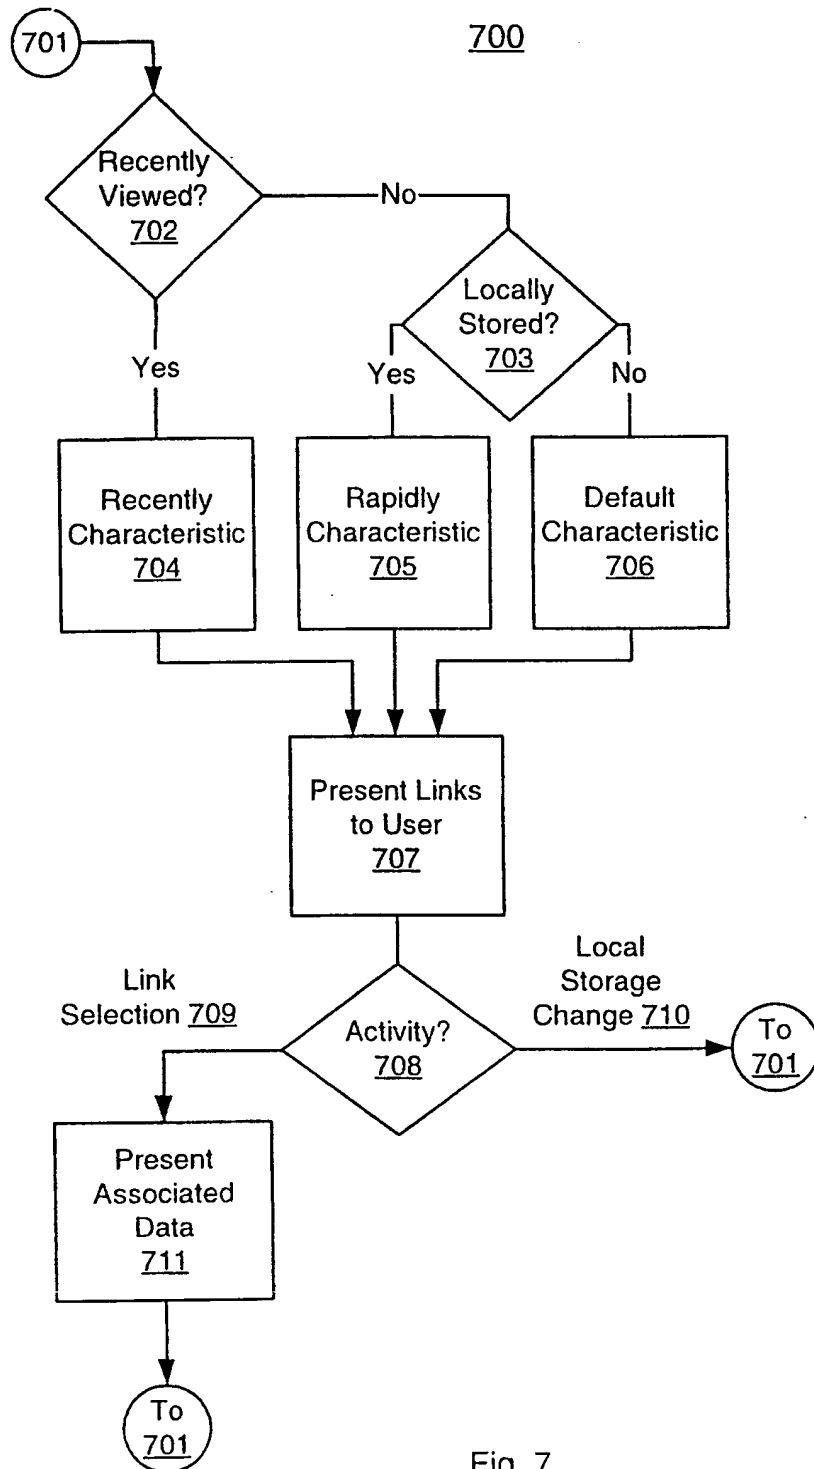 701
700
Recently
Viewed?
702
No
Locally
Stored?
703
Yes
Yes
No
Recently
Characteristic
704
Rapidly
Characteristic
705
Default
Characteristic
706
Present Links
to User
707
Link
Selection 709
Activity?
708
Local
Storage
Change 710
To
701
Present
Associated
Data
711
To
701
Fig. 7